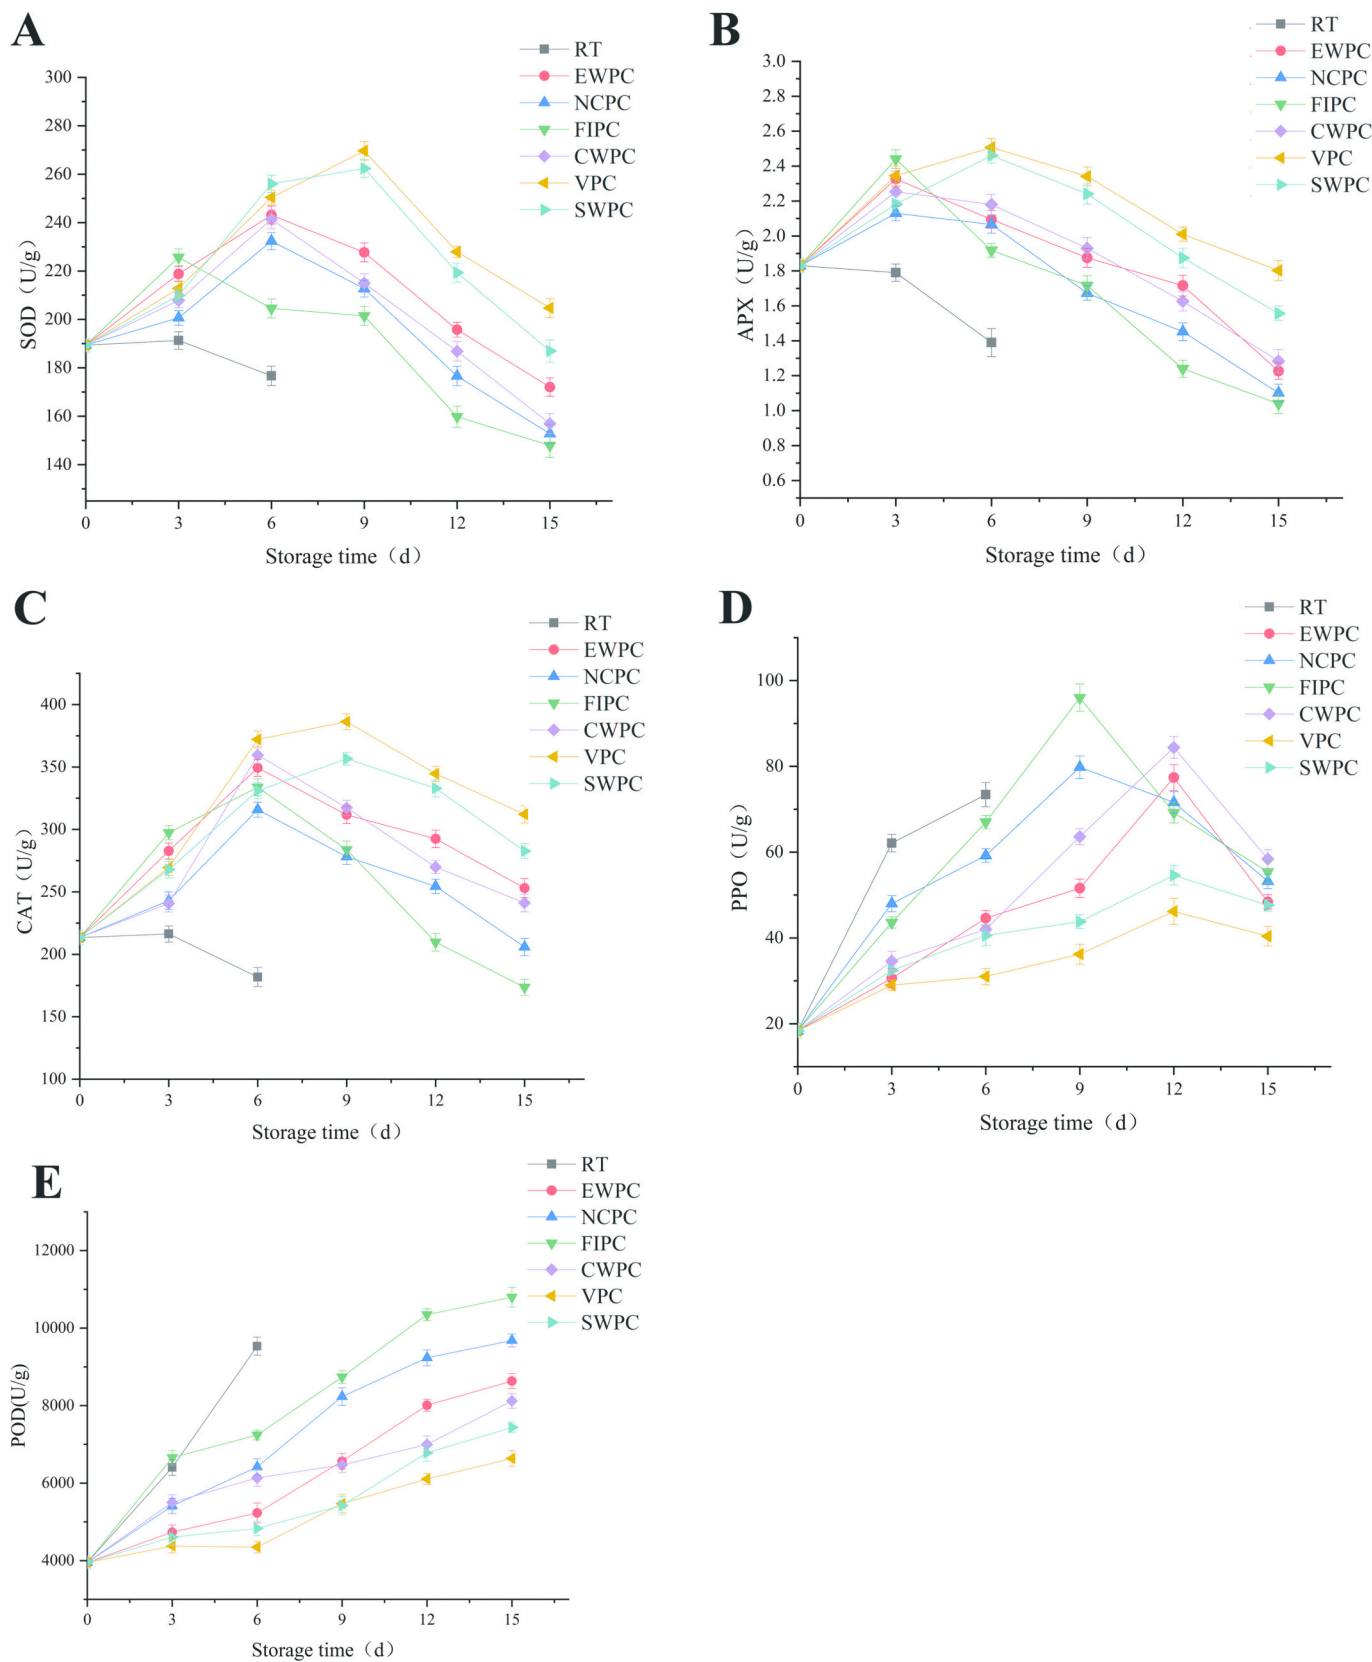 A
RT
EWPC
NCPC
FIPC
CWPC
VPC
SWPC
300
280
260
240
220
200
180
160
140
SOD（U/g）
0 3 6 9 12 15
Storage time（d）
B
RT
EWPC
NCPC
FIPC
CWPC
VPC
SWPC
3.0
2.8
2.6
2.4
2.2
2.0
1.8
1.6
1.4
1.2
1.0
0.8
0.6
APX（U/g）
0 3 6 9 12 15
Storage time（d）
C
RT
EWPC
NCPC
FIPC
CWPC
VPC
SWPC
400
350
300
250
200
150
100
CAT（U/g）
0 3 6 9 12 15
Storage time（d）
D
RT
EWPC
NCPC
FIPC
CWPC
VPC
SWPC
100
80
60
40
20
PPO（U/g）
0 3 6 9 12 15
Storage time（d）
E
RT
EWPC
NCPC
FIPC
CWPC
VPC
SWPC
12000
10000
8000
6000
4000
POD(U/g)
0 3 6 9 12 15
Storage time（d）